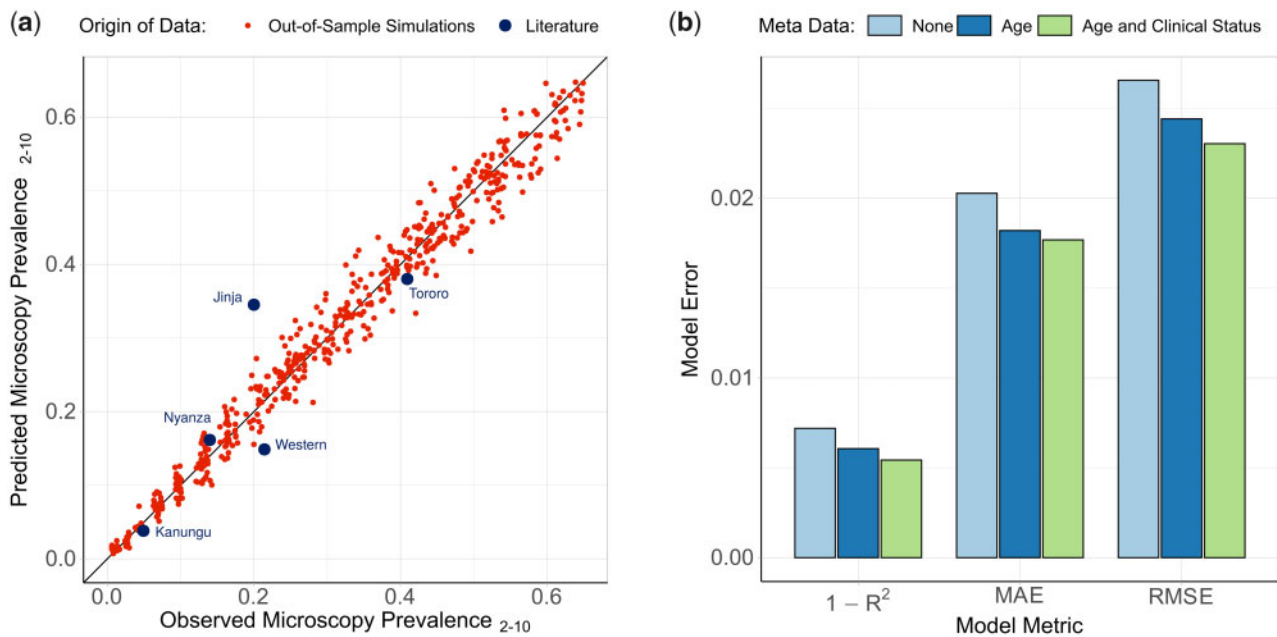 (a) Origin of Data: Out-of-Sample Simulations Literature
Predicted Microscopy Prevalence 2-10
0.6
0.4
0.2
0.0
Jinja
Tororo
Nyanza
Western
Kanungu
0.0 0.2 0.4 0.6
Observed Microscopy Prevalence 2-10
(b) Meta Data: None Age Age and Clinical Status
Model Error
0.02
0.01
0.00
1 − R² MAE RMSE
Model Metric